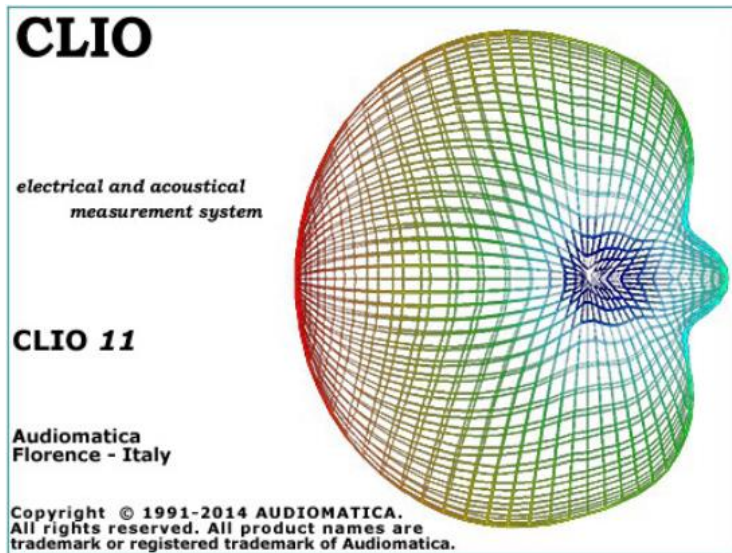 CLIO
electrical and acoustical
measurement system
CLIO 11
Audiomatica
Florence - Italy
Copyright © 1991-2014 AUDIOMATICA.
All rights reserved. All product names are
trademark or registered trademark of Audiomatica.